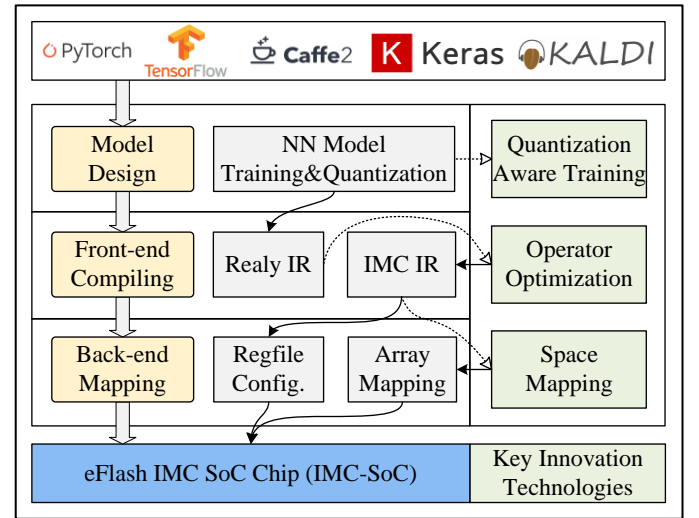 PyTorch
TensorFlow
Caffe2
K Keras
KALDI
Model
Design
NN Model
Training&Quantization
Quantization
Aware Training
Front-end
Compiling
Realy IR
IMC IR
Operator
Optimization
Back-end
Mapping
Regfile
Config.
Array
Mapping
Space
Mapping
eFlash IMC SoC Chip (IMC-SoC)
Key Innovation
Technologies